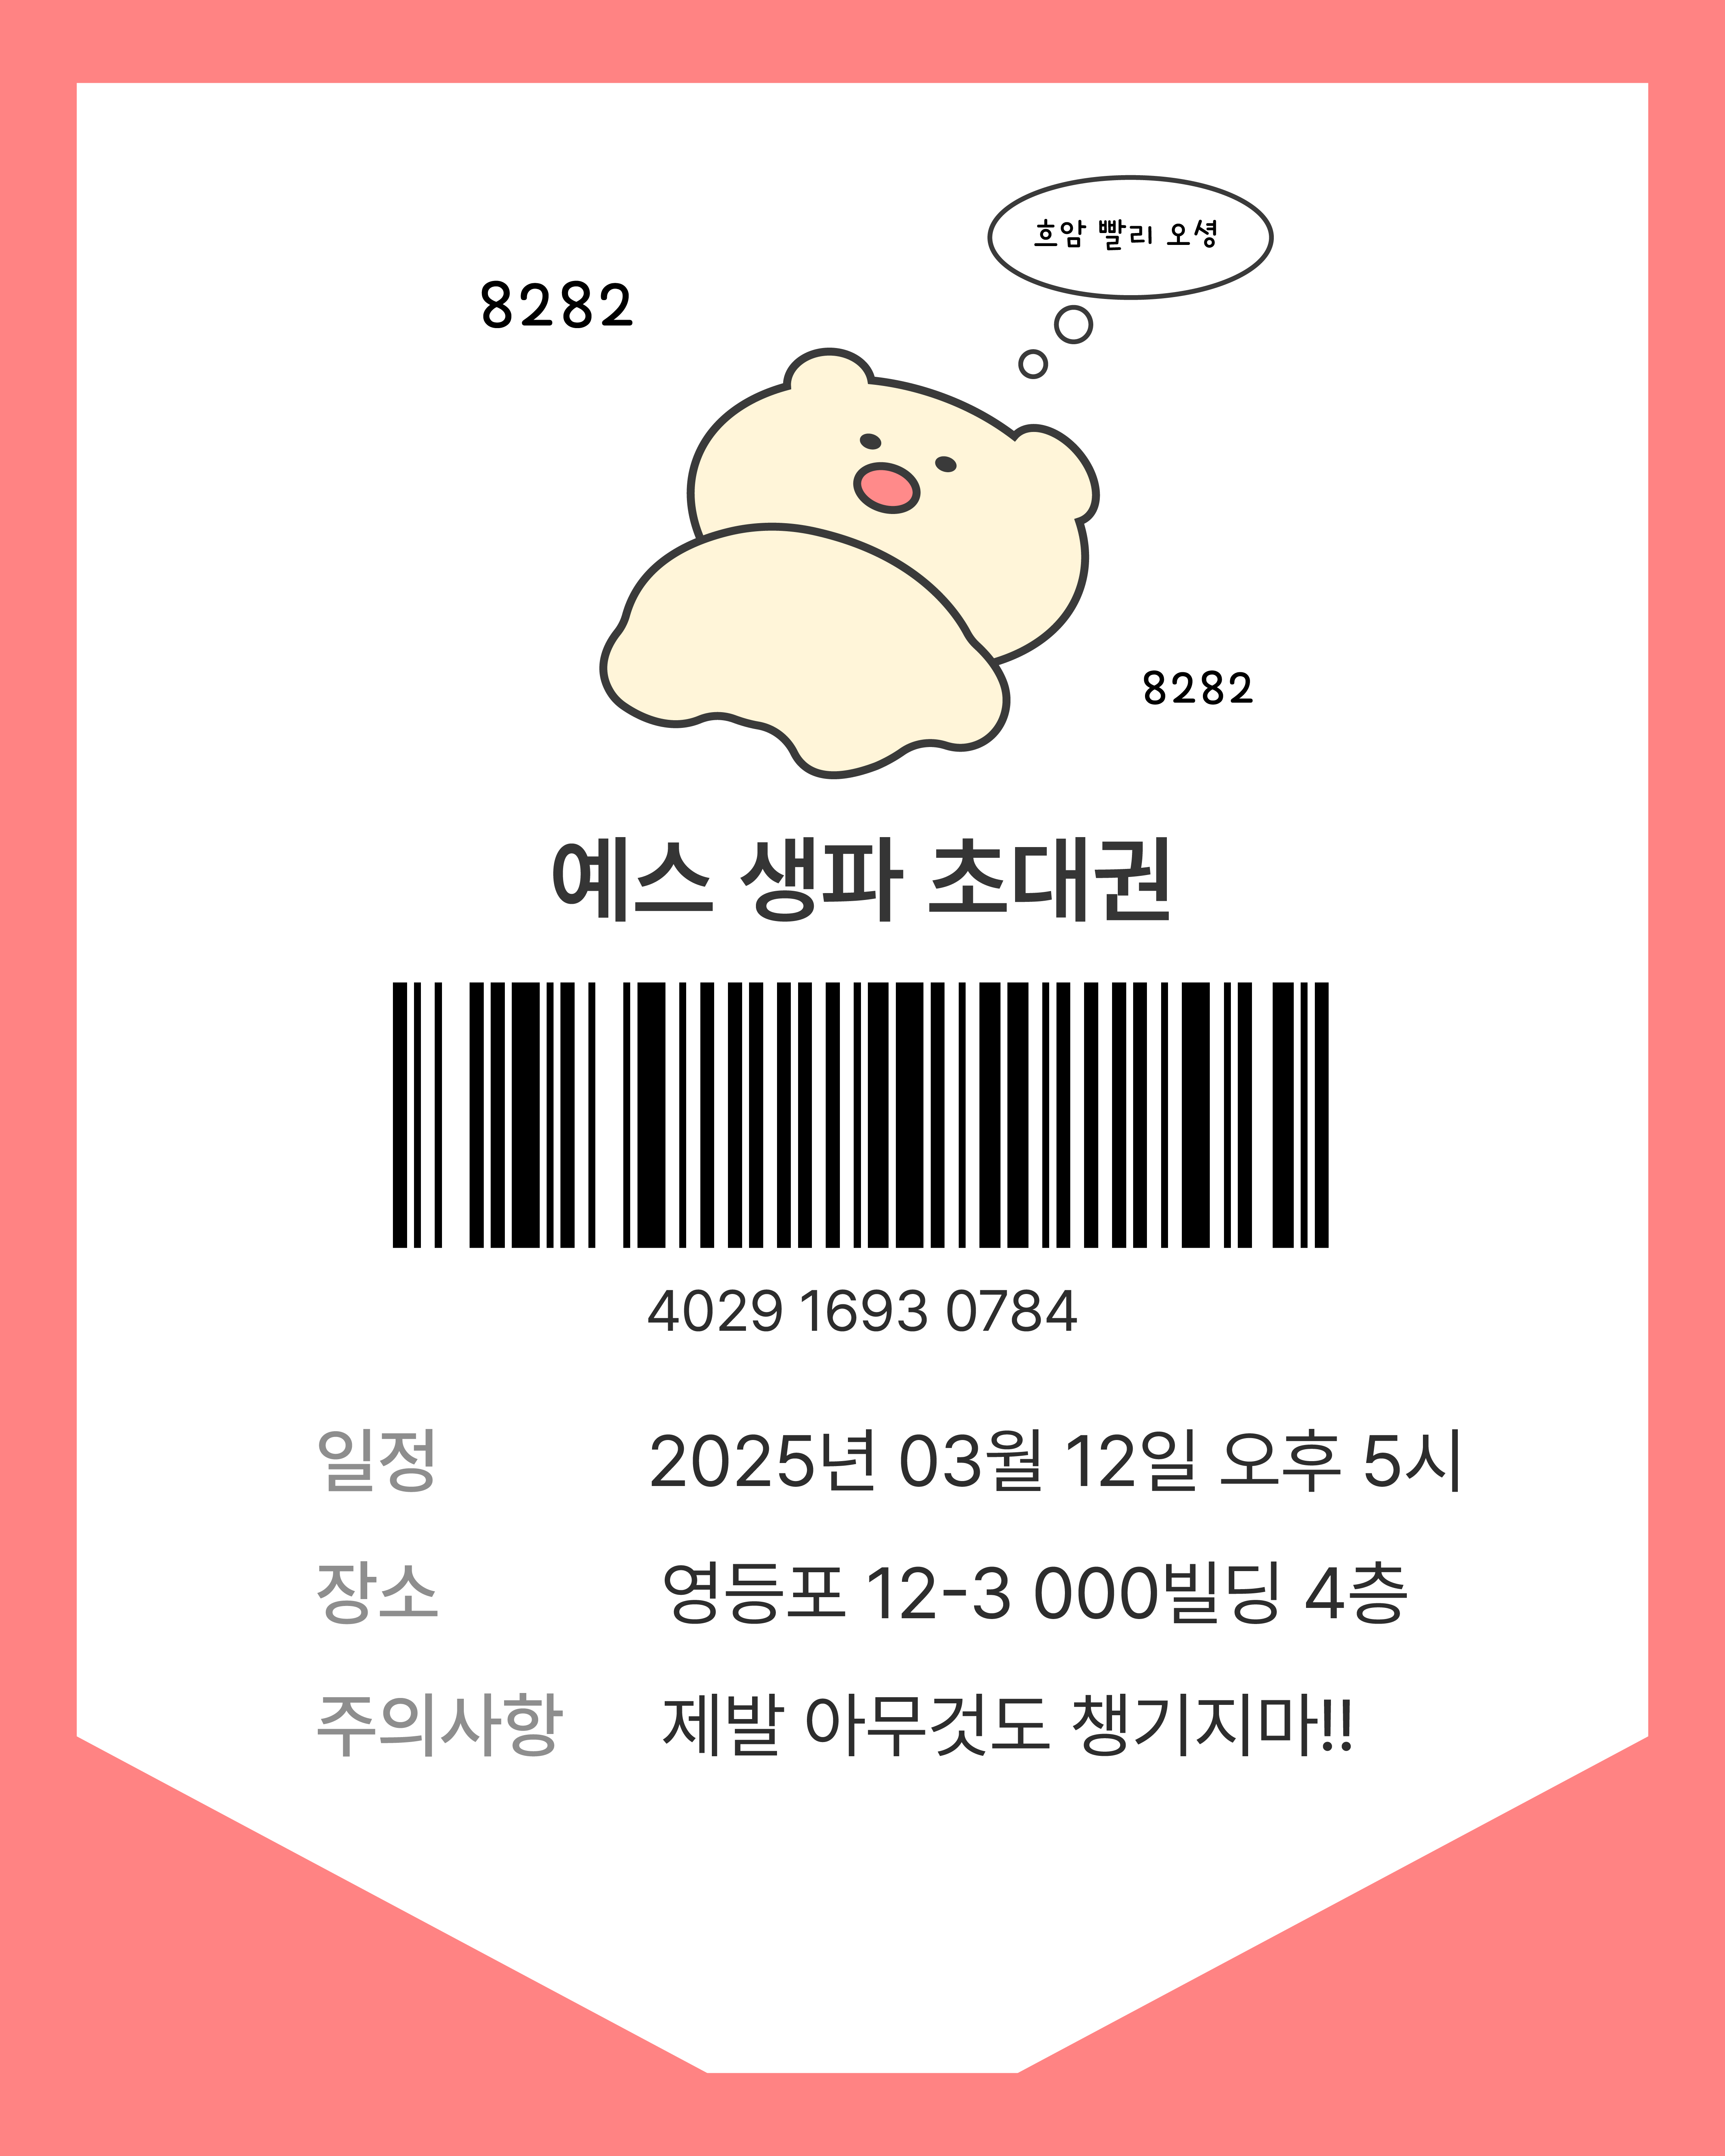 흐암 빨리 오셩
8282
8282
예스 생파 초대권
4029 1693 0784
일정 2025년 03월 12일 오후 5시
장소 영등포 12-3 000빌딩 4층
주의사항 제발 아무것도 챙기지마!!